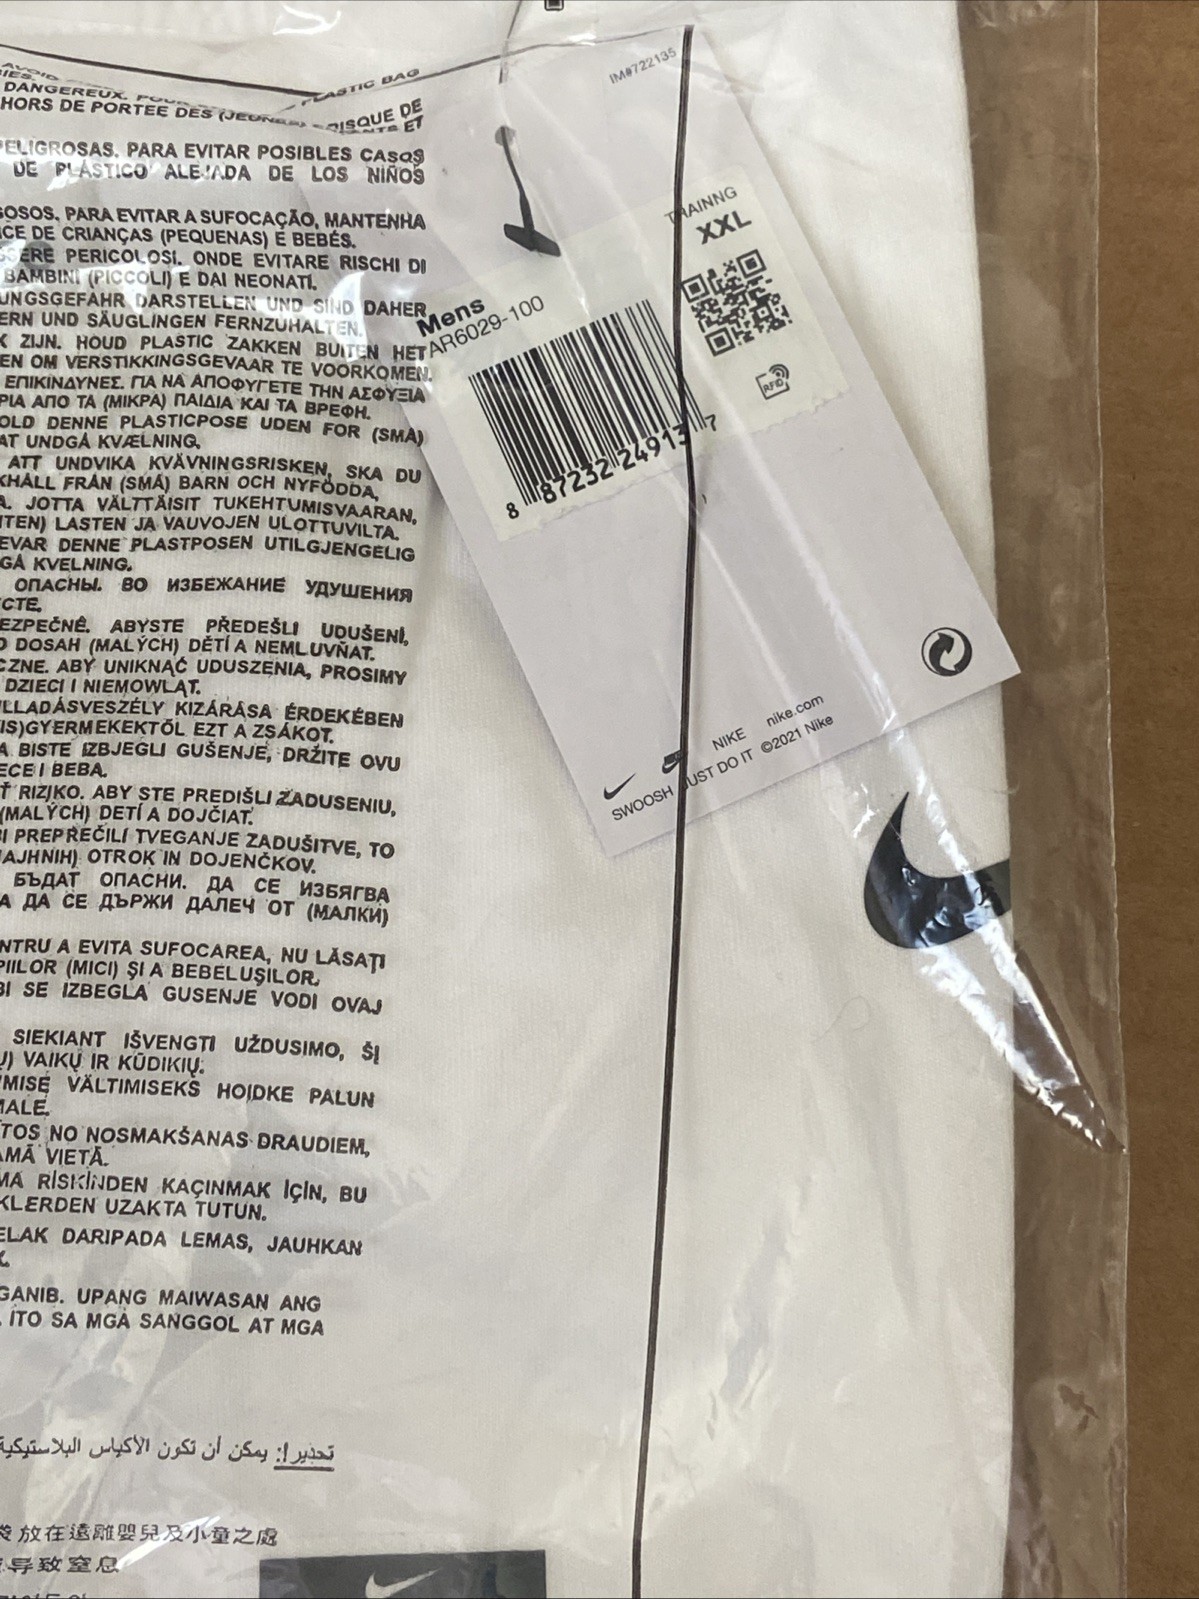 AVOID
PLASTIC BAG
DANGEREUX.
HORS DE PORTEE DES (JEUNES)
RISQUE DE
ET
PELIGROSAS. PARA EVITAR POSIBLES CASOS
DE PLÁSTICO ALEJADA DE LOS NIÑOS
PARA EVITAR A SUFOCAÇÃO, MANTENHA
DE CRIANÇAS (PEQUENAS) E BEBÉS.
PERICOLOSI. ONDE EVITARE RISCHI DI
BAMBINI (PICCOLI) E DAI NEONATI.
UNGSGEFAHR DARSTELLEN UND SIND DAHER
ERN UND SÄUGLINGEN FERNZUHALTEN.
K ZIJN. HOUD PLASTIC ZAKKEN BUITEN HET
EN OM VERSTIKKINGSGEVAAR TE VOORKOMEN.
ΕΠΙΚΙΝΔΥΝΕΣ. ΓΙΑ ΝΑ ΑΠΟΦΥΓΕΤΕ ΤΗΝ ΑΣΦΥΞΙΑ
ΡΙΑ ΑΠΟ ΤΑ (ΜΙΚΡΑ) ΠΑΙΔΙΑ ΚΑΙ ΤΑ ΒΡΕΦΗ.
OLD DENNE PLASTICPOSE UDEN FOR (SMÅ)
AT UNDGÅ KVÆLNING.
ATT UNDVIKA KVÄVNINGSRISKEN, SKA DU
KHÅLL FRÅN (SMÅ) BARN OCH NYFÖDDA,
A. JOTTA VÄLTTÄISIT TUKEHTUMISVAARAN,
ITEN) LASTEN JA VAUVOJEN ULOTTUVILTA.
EVAR DENNE PLASTPOSEN UTILGJENGELIG
GÅ KVELNING.
ОПАСНЫ. ВО ИЗБЕЖАНИЕ УДУШЕНИЯ
СТЕ.
EZPEČNÉ. ABYSTE PŘEDEŠLI UDUŠENÍ,
O DOSAH (MALÝCH) DĚTÍ A NEMLUVŇAT.
CZNE. ABY UNIKNĄĆ UDUSZENIA, PROSIMY
DZIECI I NIEMOWLĄT.
ULLADÁSVESZÉLY KIZÁRÁSA ÉRDEKÉBEN
IS)GYERMEKEKTŐL EZT A ZSÁKOT.
A BISTE IZBJEGLI GUŠENJE, DRŽITE OVU
ECE I BEBA.
Ť RIZIKO. ABY STE PREDIŠLI ZADUSENIU,
(MALÝCH) DETÍ A DOJČIAT.
BI PREPREČILI TVEGANJE ZADUŠITVE, TO
AJHNIH) OTROK IN DOJENČKOV.
БЪДАТ ОПАСНИ. ДА СЕ ИЗБЯГВА
А ДА СЕ ДЪРЖИ ДАЛЕЧ ОТ (МАЛКИ)
NTRU A EVITA SUFOCAREA, NU LĂSAŢI
PIILOR (MICI) ŞI A BEBELUŞILOR.
BI SE IZBEGLA GUSENJE VODI OVAJ
SIEKIANT IŠVENGTI UŽDUSIMO, ŠĮ
Ų) VAIKŲ IR KŪDIKIŲ.
MISE VÄLTIMISEKS HOIDKE PALUN
MALE.
TOS NO NOSMAKŠANAS DRAUDIEM,
AMĀ VIETĀ.
MA RİSKİNDEN KAÇINMAK İÇİN, BU
KLERDEN UZAKTA TUTUN.
ELAK DARIPADA LEMAS, JAUHKAN
K.
GANIB. UPANG MAIWASAN ANG
ITO SA MGA SANGGOL AT MGA
تحذير!: يمكن أن تكون الأكياس البلاستيكية
放在遠離嬰兒及小童之處
导致窒息
IM#722135
TRAINNG
XXL
Mens
AR6029-100
RFID
8 87232 24913 7
NIKE nike.com
SWOOSH JUST DO IT ©2021 Nike